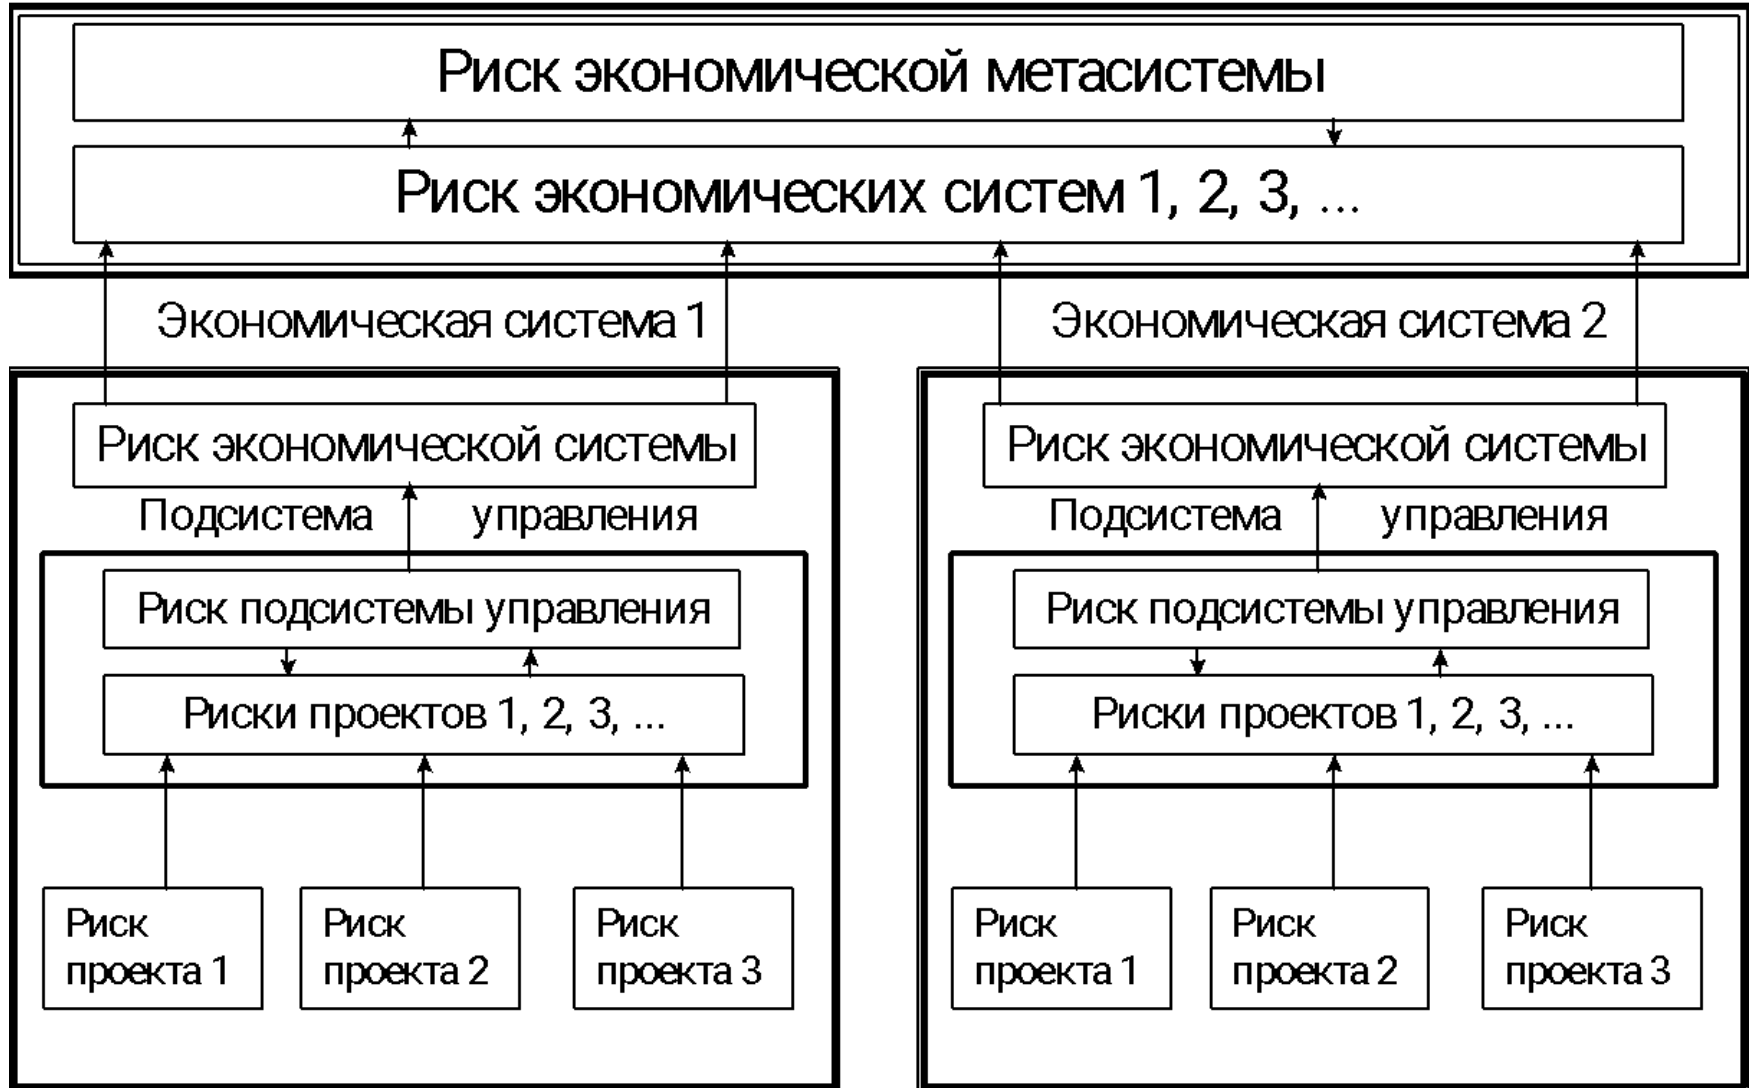 Риск экономической метасистемы
Риск экономических систем 1, 2, 3, ...
Экономическая система 1
Экономическая система 2
Риск экономической системы
Риск экономической системы
Подсистема управления
Подсистема управления
Риск подсистемы управления
Риск подсистемы управления
Риски проектов 1, 2, 3, ...
Риски проектов 1, 2, 3, ...
Риск
проекта 1
Риск
проекта 2
Риск
проекта 3
Риск
проекта 1
Риск
проекта 2
Риск
проекта 3